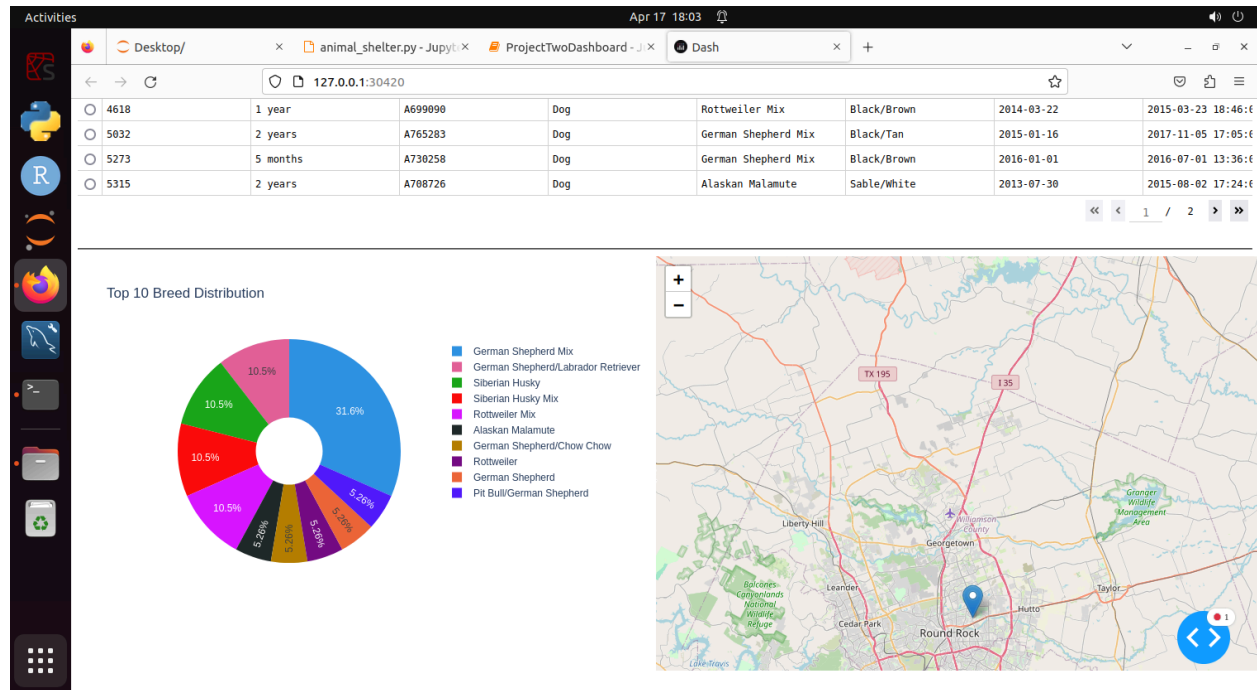 Activities
Apr 17 18:03
Desktop/
animal_shelter.py - Jupyt
ProjectTwoDashboard - J
Dash
127.0.0.1:30420
4618 1 year A699090 Dog Rottweiler Mix Black/Brown 2014-03-22 2015-03-23 18:46:0
5032 2 years A765283 Dog German Shepherd Mix Black/Tan 2015-01-16 2017-11-05 17:05:0
5273 5 months A730258 Dog German Shepherd Mix Black/Brown 2016-01-01 2016-07-01 13:36:0
5315 2 years A708726 Dog Alaskan Malamute Sable/White 2013-07-30 2015-08-02 17:24:0
« ‹ 1 / 2 › »
Top 10 Breed Distribution
31.6%
10.5%
10.5%
10.5%
10.5%
5.26%
5.26%
5.26%
5.26%
5.26%
German Shepherd Mix
German Shepherd/Labrador Retriever
Siberian Husky
Siberian Husky Mix
Rottweiler Mix
Alaskan Malamute
German Shepherd/Chow Chow
Rottweiler
German Shepherd
Pit Bull/German Shepherd
+
−
TX 195
I 35
Granger
Wildlife
Management
Area
Liberty Hill
Williamson
County
Georgetown
Balcones
Canyonlands
National
Wildlife
Refuge
Leander
Taylor
Hutto
Cedar Park
Round Rock
Lake Travis
1
R